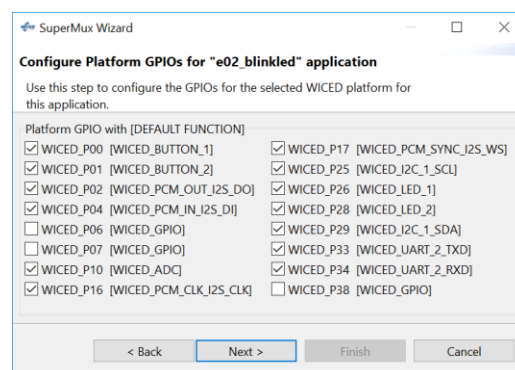 SuperMux Wizard
Configure Platform GPIOs for "e02_blinkled" application
Use this step to configure the GPIOs for the selected WICED platform for
this application.
Platform GPIO with [DEFAULT FUNCTION]
WICED_P00 [WICED_BUTTON_1]
WICED_P01 [WICED_BUTTON_2]
WICED_P02 [WICED_PCM_OUT_I2S_DO]
WICED_P04 [WICED_PCM_IN_I2S_DI]
WICED_P06 [WICED_GPIO]
WICED_P07 [WICED_GPIO]
WICED_P10 [WICED_ADC]
WICED_P16 [WICED_PCM_CLK_I2S_CLK]
WICED_P17 [WICED_PCM_SYNC_I2S_WS]
WICED_P25 [WICED_I2C_1_SCL]
WICED_P26 [WICED_LED_1]
WICED_P28 [WICED_LED_2]
WICED_P29 [WICED_I2C_1_SDA]
WICED_P33 [WICED_UART_2_TXD]
WICED_P34 [WICED_UART_2_RXD]
WICED_P38 [WICED_GPIO]
< Back Next > Finish Cancel